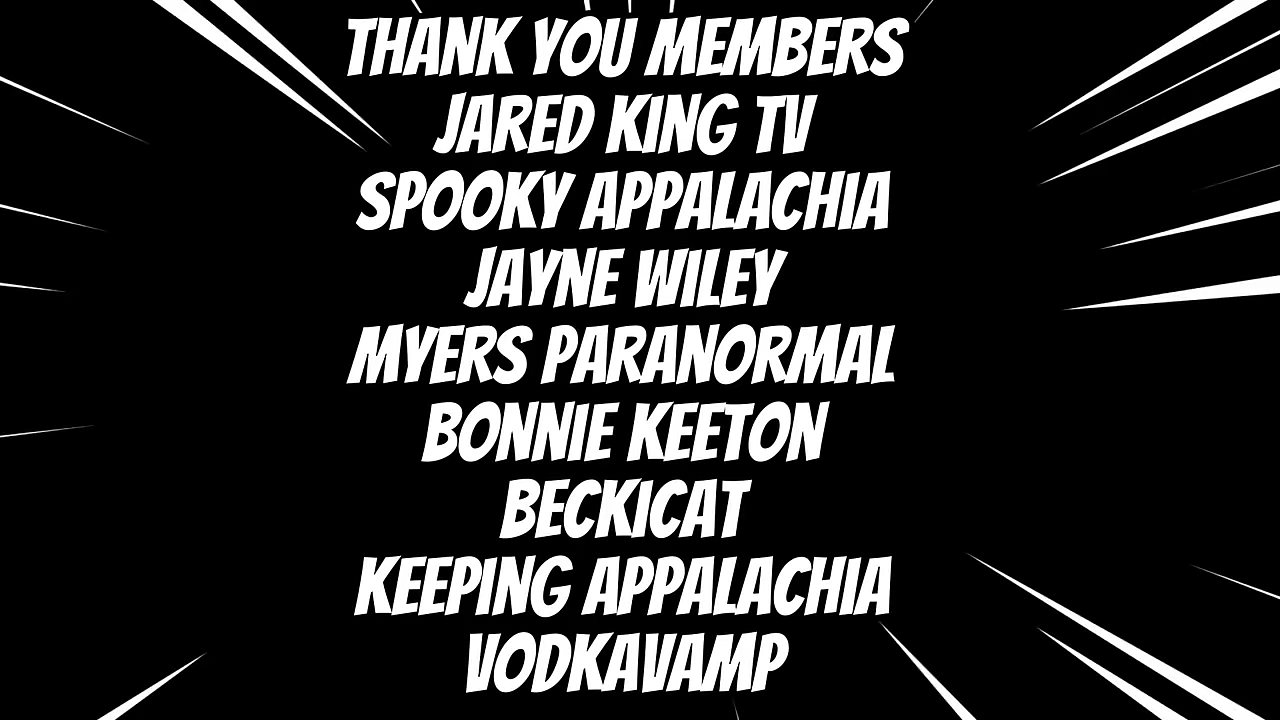 THANK YOU MEMBERS
JARED KING TV
SPOOKY APPALACHIA
JAYNE WILEY
MYERS PARANORMAL
BONNIE KEETON
BECKICAT
KEEPING APPALACHIA
VODKAVAMP